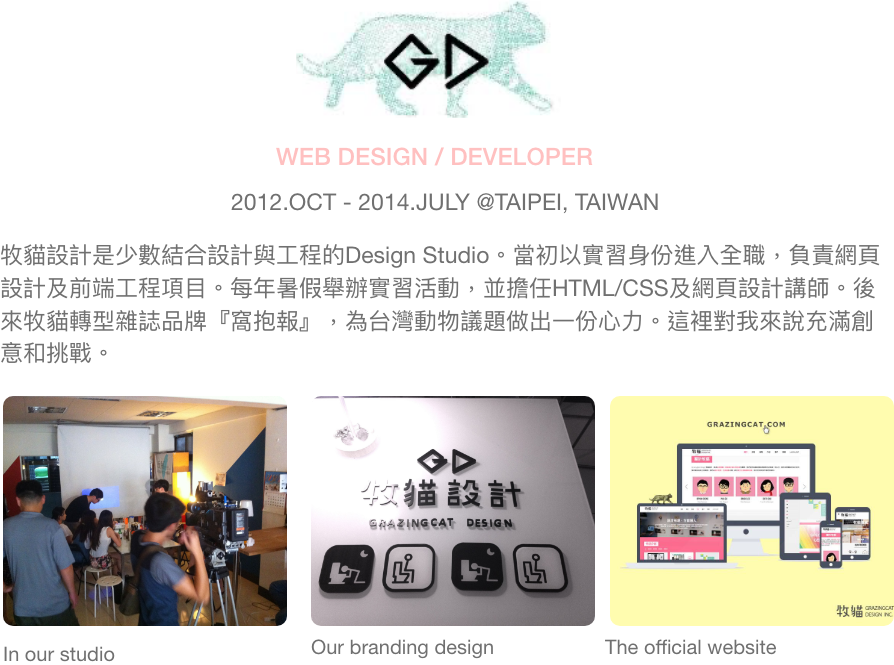 GD
WEB DESIGN / DEVELOPER
2012.OCT - 2014.JULY @TAIPEI, TAIWAN
牧貓設計是少數結合設計與工程的Design Studio。當初以實習身份進入全職，負責網頁
設計及前端工程項目。每年暑假舉辦實習活動，並擔任HTML/CSS及網頁設計講師。後
來牧貓轉型雜誌品牌『窩抱報』，為台灣動物議題做出一份心力。這裡對我來說充滿創
意和挑戰。
GD
牧貓設計
GRAZINGCAT DESIGN
GRAZINGCAT.COM
牧貓 GRAZINGCAT
DESIGN INC.
In our studio
Our branding design
The official website